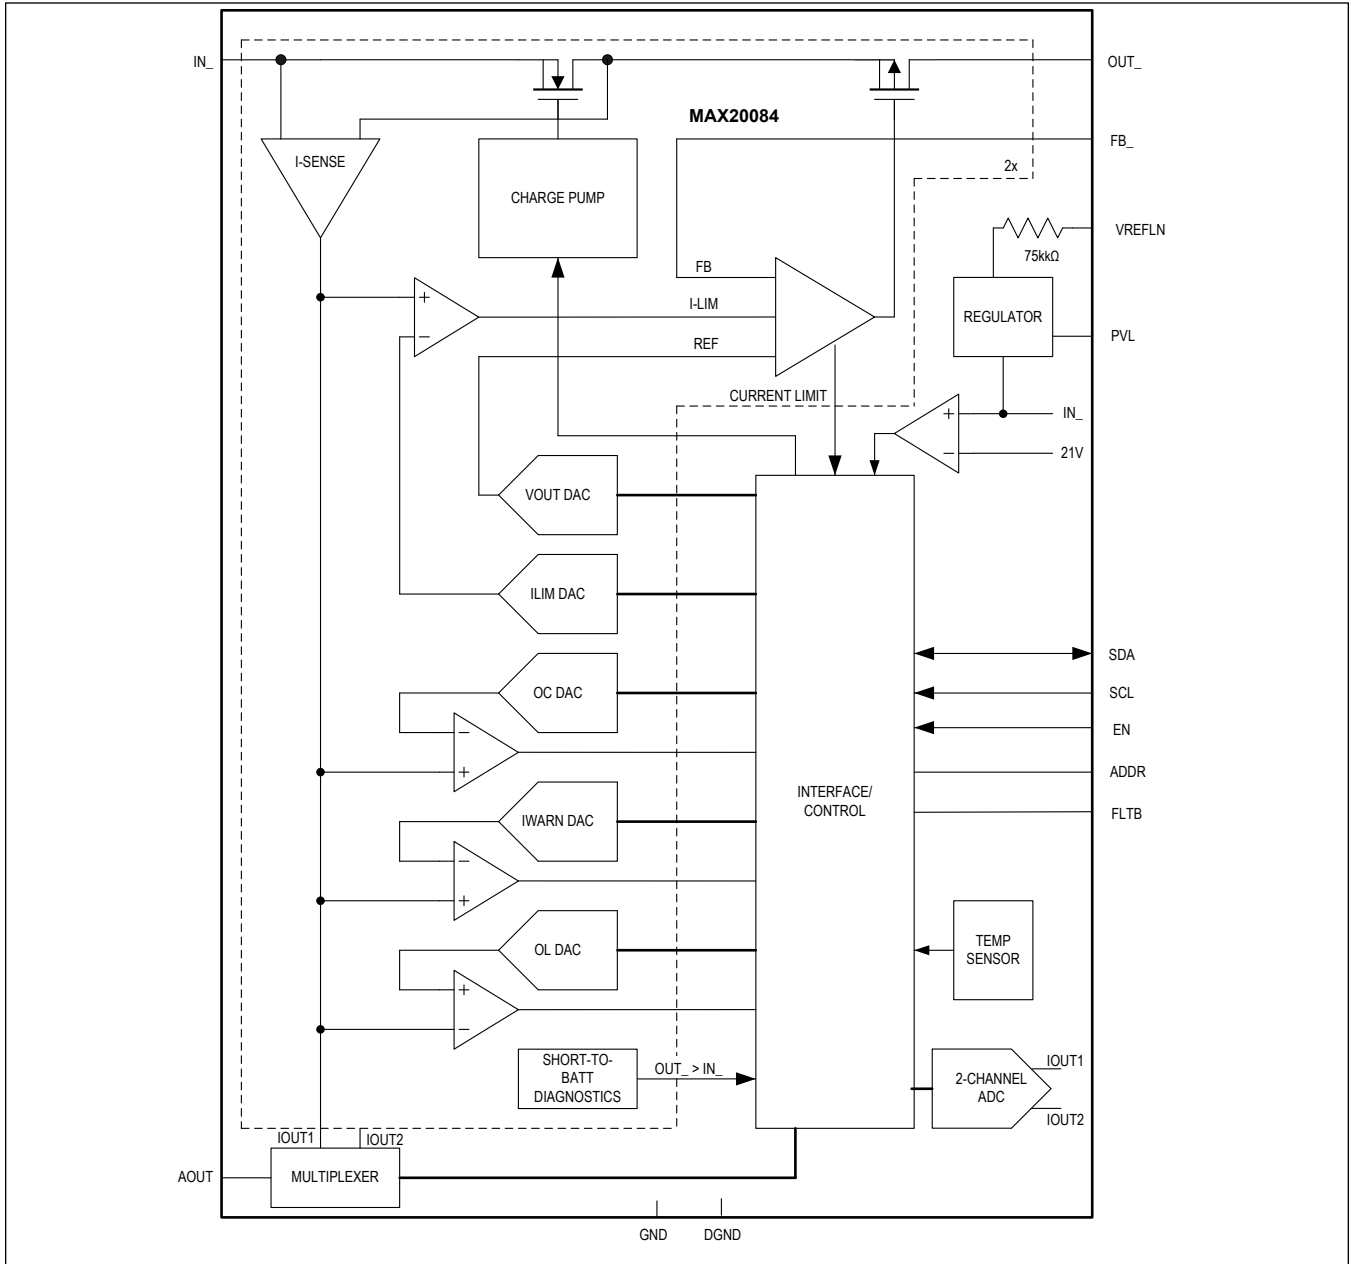 IN_
OUT_
MAX20084
FB_
I-SENSE
2x
CHARGE PUMP
VREFLN
75kkΩ
FB
+
I-LIM
REGULATOR
−
REF
PVL
CURRENT LIMIT
+
IN_
−
21V
VOUT DAC
ILIM DAC
SDA
OC DAC
SCL
EN
−
+
ADDR
INTERFACE/
CONTROL
FLTB
IWARN DAC
−
+
TEMP
SENSOR
OL DAC
+
−
SHORT-TO-
BATT
DIAGNOSTICS
OUT_ > IN_
2-CHANNEL
ADC
IOUT1
IOUT2
IOUT1
IOUT2
AOUT
MULTIPLEXER
GND
DGND